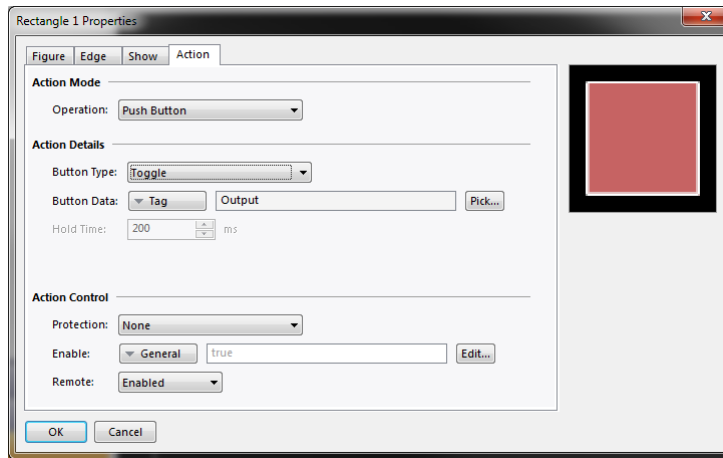 Rectangle 1 Properties
Figure Edge Show Action
Action Mode
Operation: Push Button
Action Details
Button Type: Toggle
Button Data: Tag Output Pick...
Hold Time: 200 ms
Action Control
Protection: None
Enable: General true Edit...
Remote: Enabled
OK Cancel